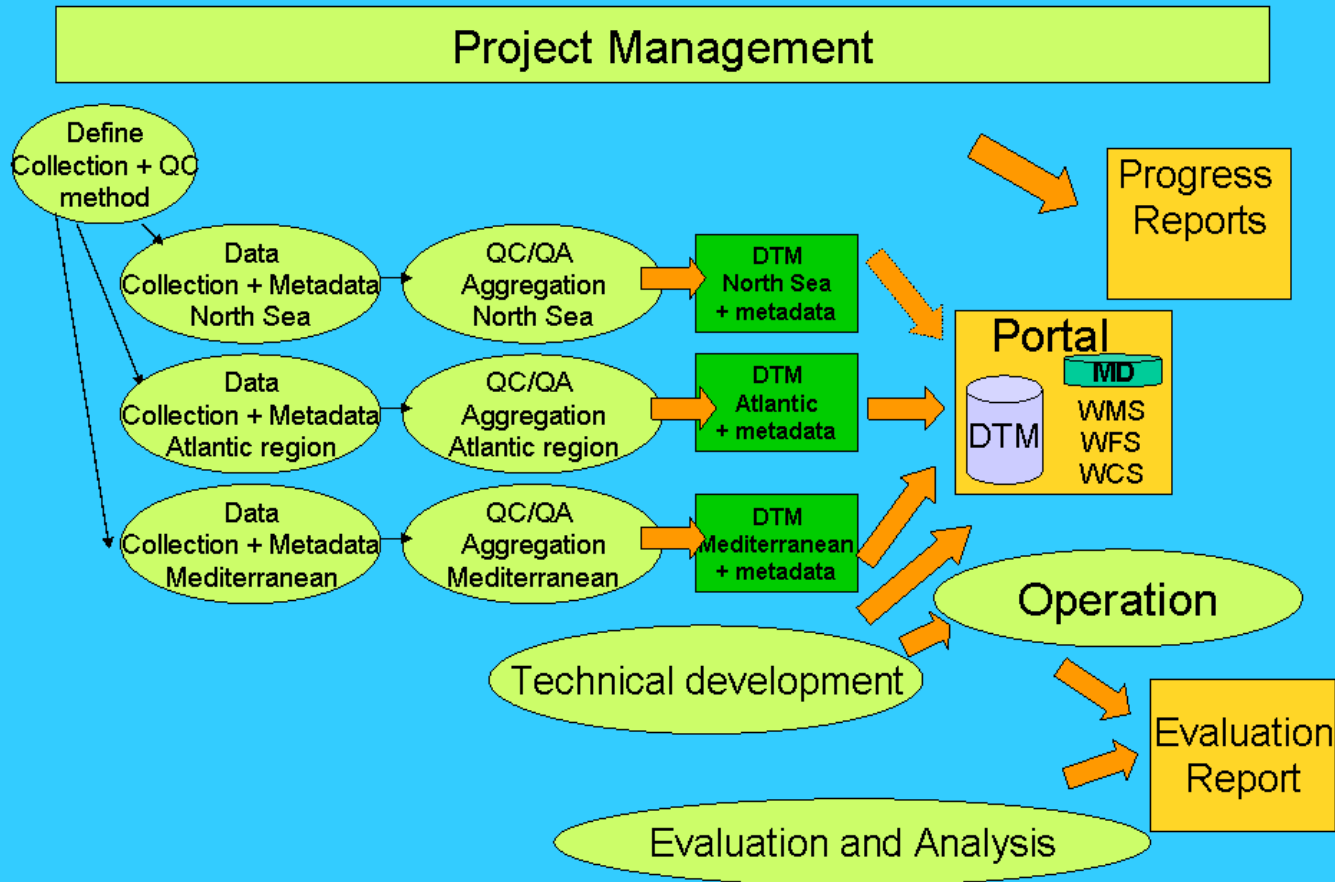 Project Management
Define
Collection + QC
method
Progress
Reports
Data
Collection + Metadata
North Sea
QC/QA
Aggregation
North Sea
DTM
North Sea
+ metadata
Portal
MD
DTM
WMS
WFS
WCS
Data
Collection + Metadata
Atlantic region
QC/QA
Aggregation
Atlantic region
DTM
Atlantic
+ metadata
Data
Collection + Metadata
Mediterranean
QC/QA
Aggregation
Mediterranean
DTM
Mediterranean
+ metadata
Operation
Technical development
Evaluation
Report
Evaluation and Analysis